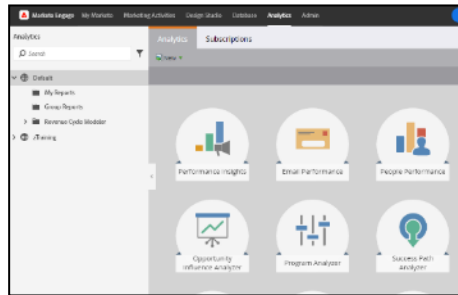 Marketo Engage My Marketo Marketing Activities Design Studio Database Analytics Admin
Analytics
Search
Default
My Reports
Group Reports
Revenue Cycle Modeler
Analytics Subscriptions
New
Performance Insights
Email Performance
People Performance
Opportunity
Influence Analyzer
Program Analyzer
Success Path
Analyzer